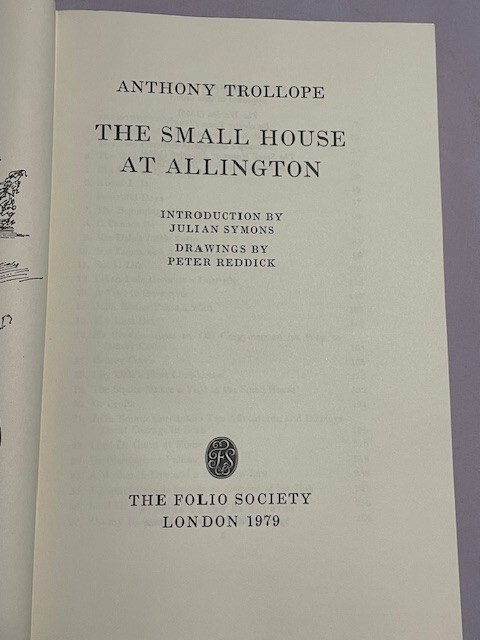 ANTHONY TROLLOPE
THE SMALL HOUSE
AT ALLINGTON
INTRODUCTION BY
JULIAN SYMONS
DRAWINGS BY
PETER REDDICK
FS
THE FOLIO SOCIETY
LONDON 1979